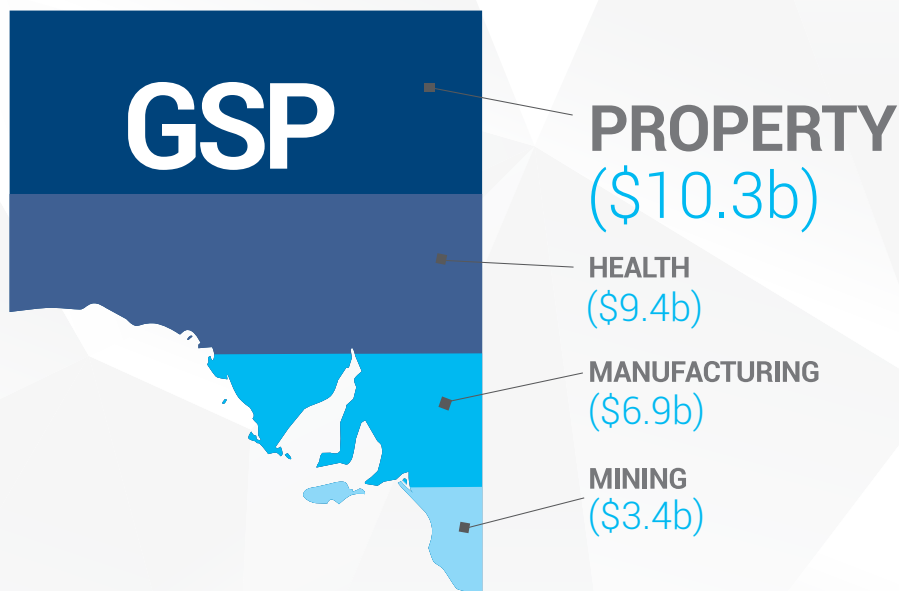 GSP
PROPERTY
($10.3b)
HEALTH
($9.4b)
MANUFACTURING
($6.9b)
MINING
($3.4b)